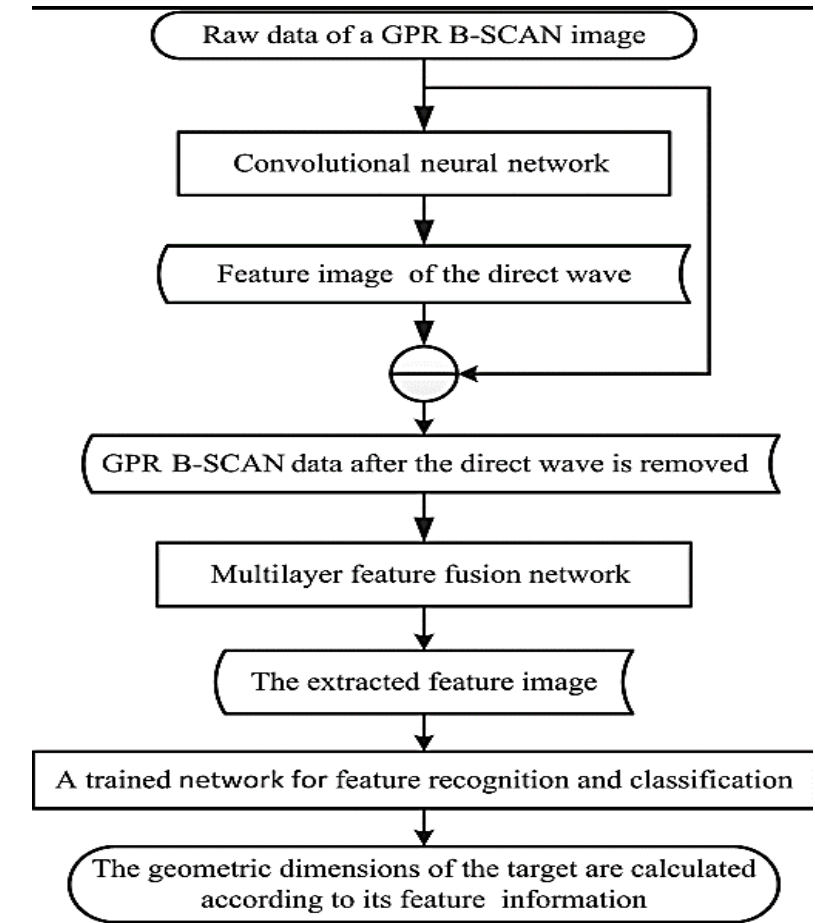 Raw data of a GPR B-SCAN image
Convolutional neural network
Feature image of the direct wave
GPR B-SCAN data after the direct wave is removed
Multilayer feature fusion network
The extracted feature image
A trained network for feature recognition and classification
The geometric dimensions of the target are calculated
according to its feature information